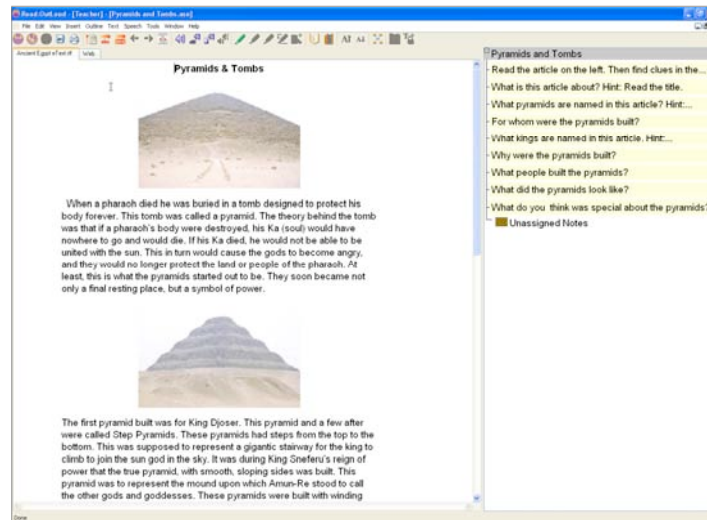 Read:OutLoud - [Teacher] - [Pyramids and Tombs.rne]
File Edit View Insert Outline Text Speech Tools Window Help
Ancient Egypt eText.rtf Web
Pyramids & Tombs
When a pharaoh died he was buried in a tomb designed to protect his
body forever. This tomb was called a pyramid. The theory behind the tomb
was that if a pharaoh's body were destroyed, his Ka (soul) would have
nowhere to go and would die. If his Ka died, he would not be able to be
united with the sun. This in turn would cause the gods to become angry,
and they would no longer protect the land or people of the pharaoh. At
least, this is what the pyramids started out to be. They soon became not
only a final resting place, but a symbol of power.
The first pyramid built was for King Djoser. This pyramid and a few after
were called Step Pyramids. These pyramids had steps from the top to the
bottom. This was supposed to represent a gigantic stairway for the king to
climb to join the sun god in the sky. It was during King Sneferu's reign of
power that the true pyramid, with smooth, sloping sides was built. This
pyramid was to represent the mound upon which Amun-Re stood to call
the other gods and goddesses. These pyramids were built with winding
Pyramids and Tombs
Read the article on the left. Then find clues in the...
What is this article about? Hint: Read the title.
What pyramids are named in this article? Hint:...
For whom were the pyramids built?
What kings are named in this article. Hint:...
Why were the pyramids built?
What people built the pyramids?
What did the pyramids look like?
What do you think was special about the pyramids?
Unassigned Notes
Done